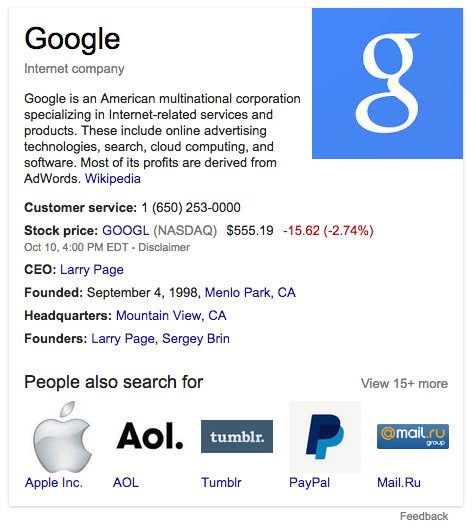 Google
g
Internet company
Google is an American multinational corporation
specializing in Internet-related services and
products. These include online advertising
technologies, search, cloud computing, and
software. Most of its profits are derived from
AdWords. Wikipedia
Customer service: 1 (650) 253-0000
Stock price: GOOGL (NASDAQ) $555.19 -15.62 (-2.74%)
Oct 10, 4:00 PM EDT - Disclaimer
CEO: Larry Page
Founded: September 4, 1998, Menlo Park, CA
Headquarters: Mountain View, CA
Founders: Larry Page, Sergey Brin
People also search for View 15+ more
Aol. tumblr. P @mail.ru
group
Apple Inc. AOL Tumblr PayPal Mail.Ru
Feedback